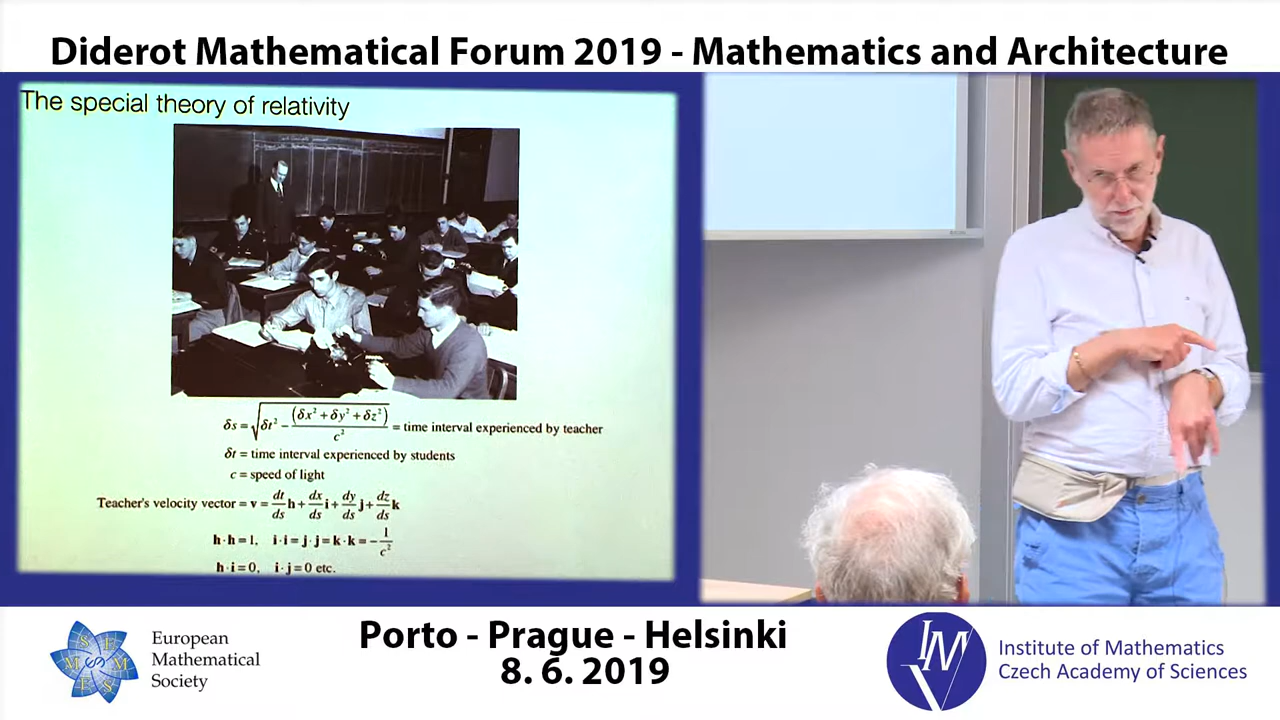 Diderot Mathematical Forum 2019 - Mathematics and Architecture
The special theory of relativity
δs = √(δt² - (δx² + δy² + δz²)/c²) = time interval experienced by teacher
δt = time interval experienced by students
c = speed of light
Teacher's velocity vector = v = dt/ds h + dx/ds i + dy/ds j + dz/ds k
h·h = 1, i·i = j·j = k·k = -1/c²
h·i = 0, i·j = 0 etc.
Porto - Prague - Helsinki
8. 6. 2019
European
Mathematical
Society
IM
Institute of Mathematics
Czech Academy of Sciences